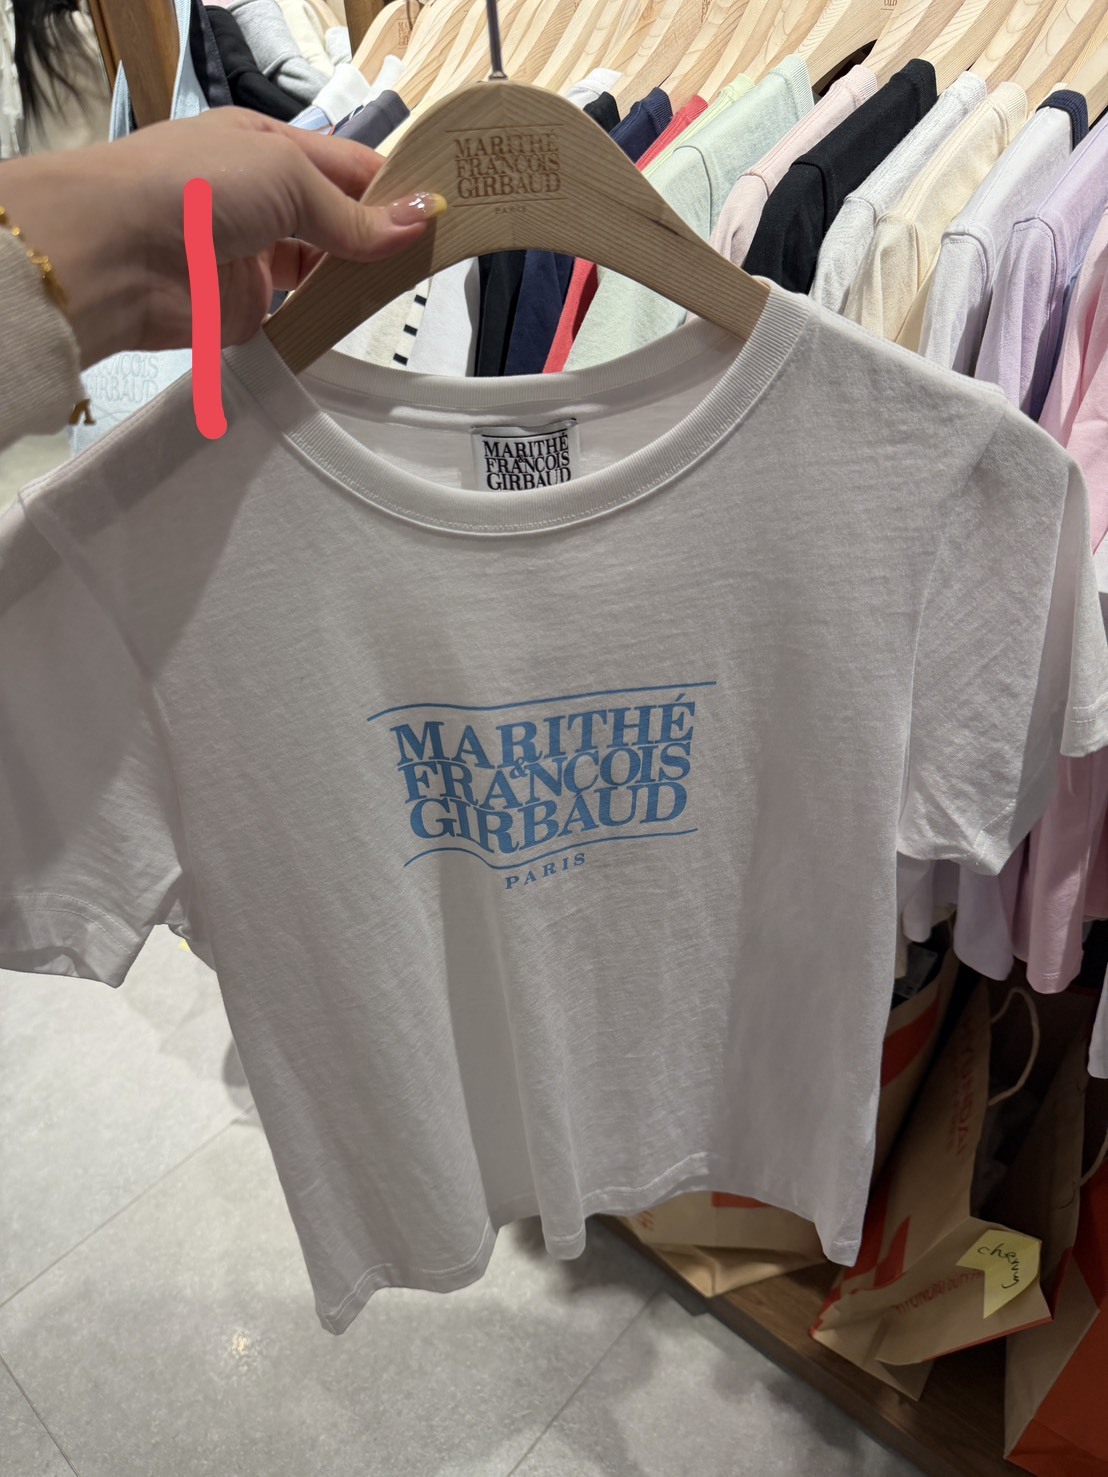 MARITHÉ
FRANCOIS
GIRBAUD
PARIS
MARITHÉ
&
FRANCOIS
GIRBAUD
MARITHÉ
&
FRANCOIS
GIRBAUD
PARIS